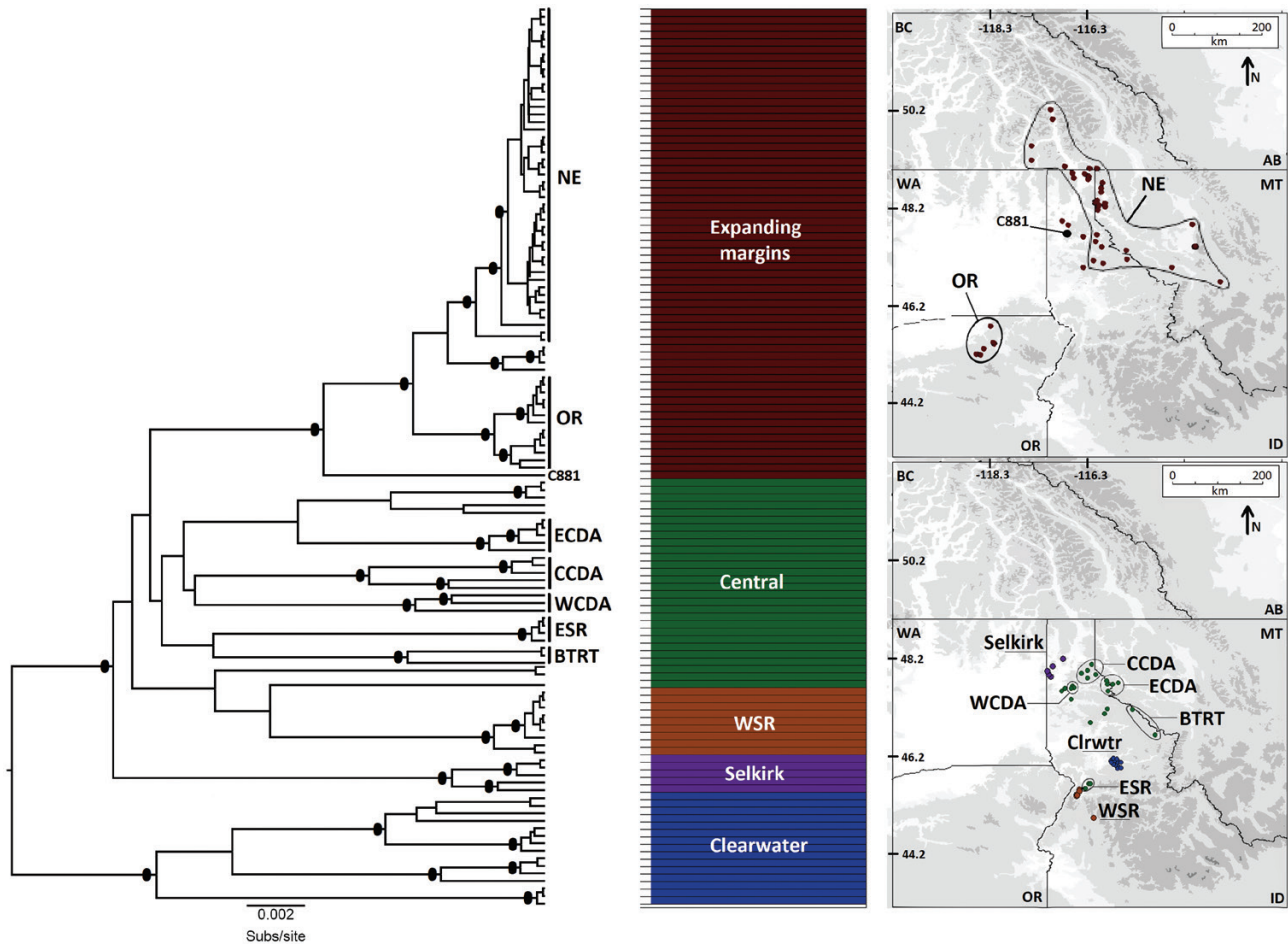 NE
OR
C881
ECDA
CCDA
WCDA
ESR
BTRT
0.002
Subs/site
Expanding
margins
Central
WSR
Selkirk
Clearwater
BC
-118.3
-116.3
0
200
km
N
50.2
AB
WA
MT
48.2
NE
C881
OR
46.2
44.2
OR
ID
BC
-118.3
-116.3
0
200
km
N
50.2
AB
WA
MT
Selkirk
48.2
CCDA
ECDA
WCDA
BTRT
Clrwtr
46.2
ESR
WSR
44.2
OR
ID